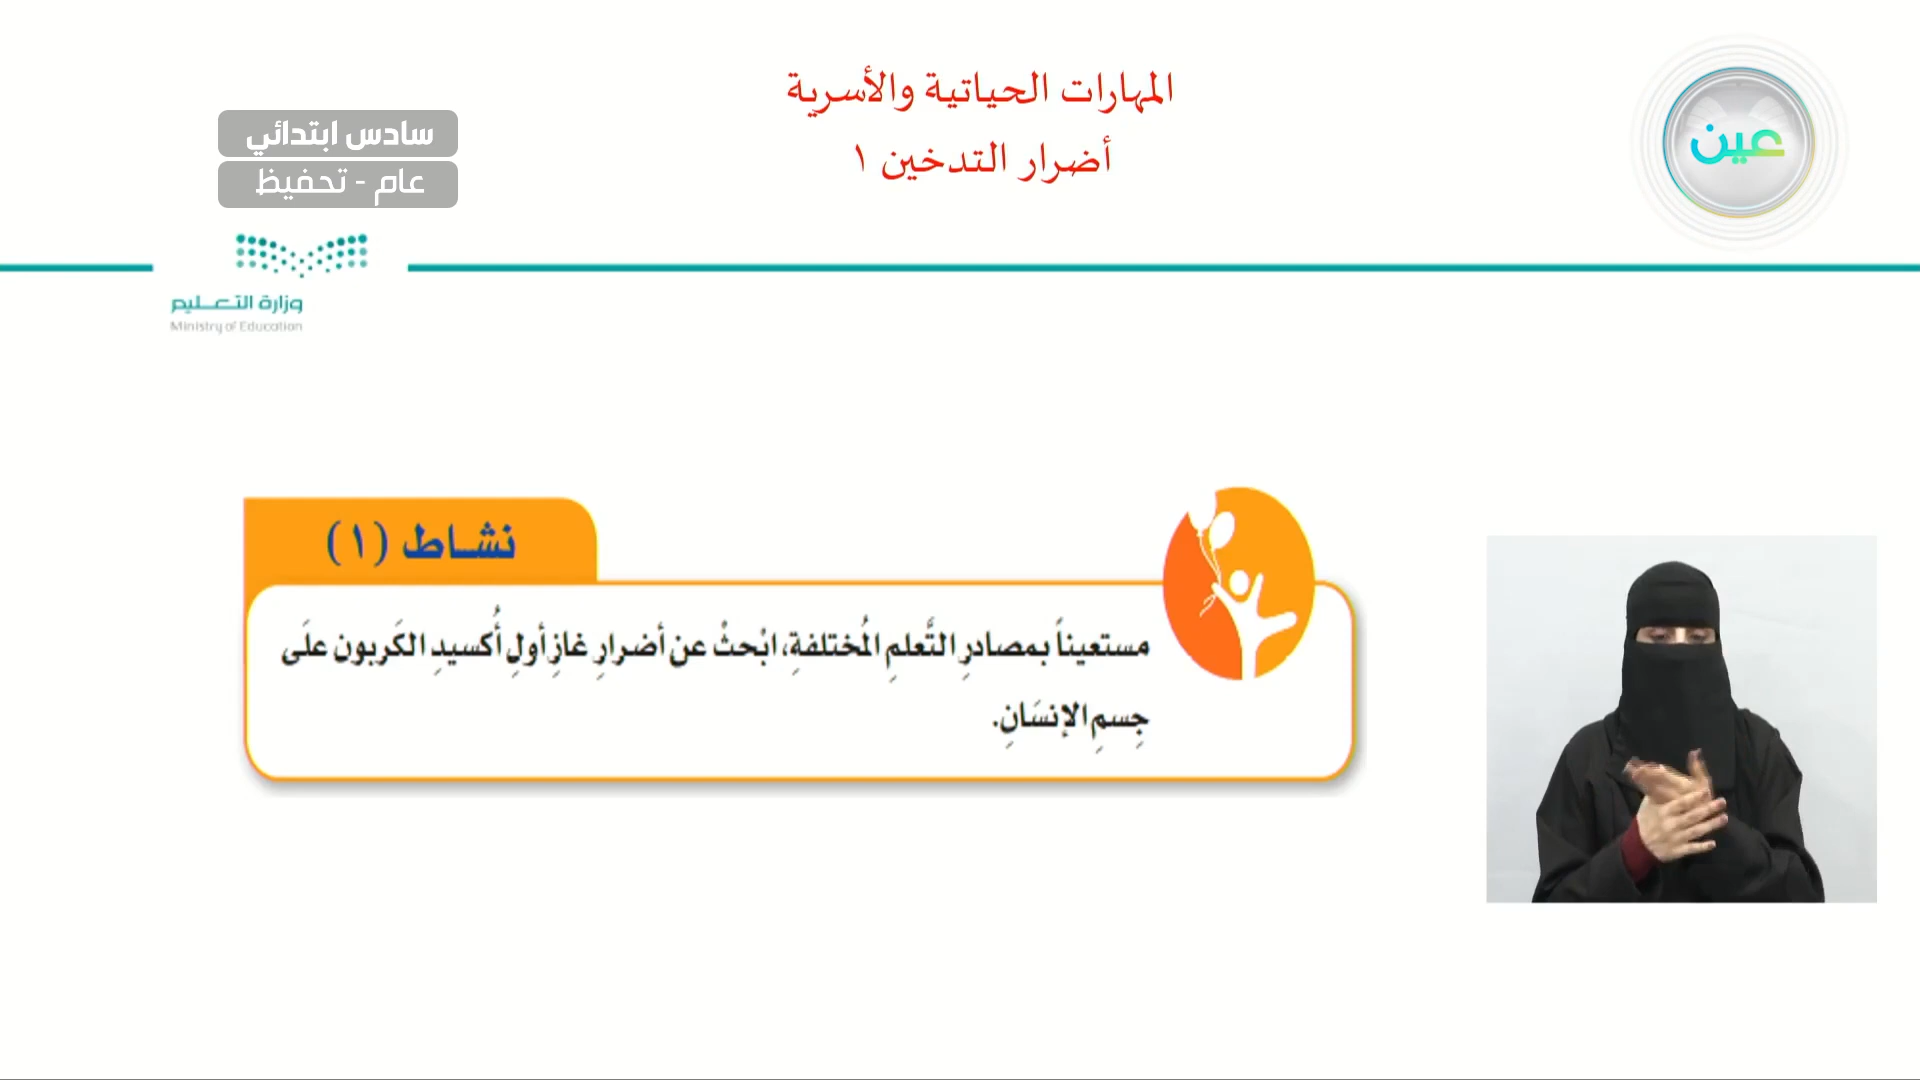 المهارات الحياتية والأسرية
أضرار التدخين ١
عين
سادس ابتدائي
عام - تحفيظ
وزارة التعليم
Ministry of Education
نشاط (١)
مستعيناً بمصادرِ التَّعلمِ المُختلفةِ، ابْحثْ عن أضرارِ غازِ أولِ أُكسيدِ الكَربون علَى
جِسمِ الإنسَانِ.